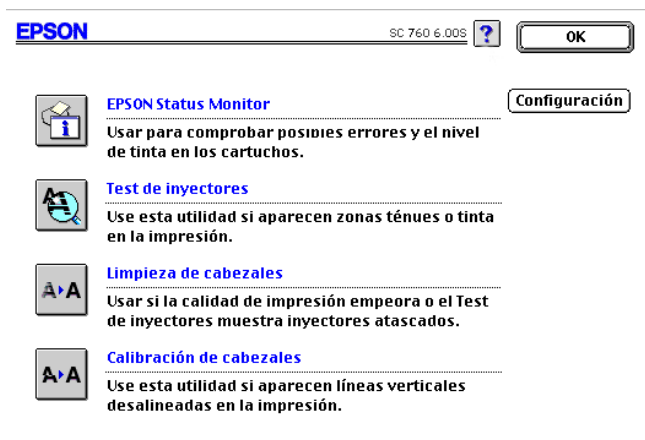 EPSON
SC 760 6.00S ? OK
Configuración
EPSON Status Monitor
Usar para comprobar posibles errores y el nivel
de tinta en los cartuchos.
Test de inyectores
Use esta utilidad si aparecen zonas ténues o tinta
en la impresión.
Limpieza de cabezales
Usar si la calidad de impresión empeora o el Test
de inyectores muestra inyectores atascados.
Calibración de cabezales
Use esta utilidad si aparecen líneas verticales
desalineadas en la impresión.